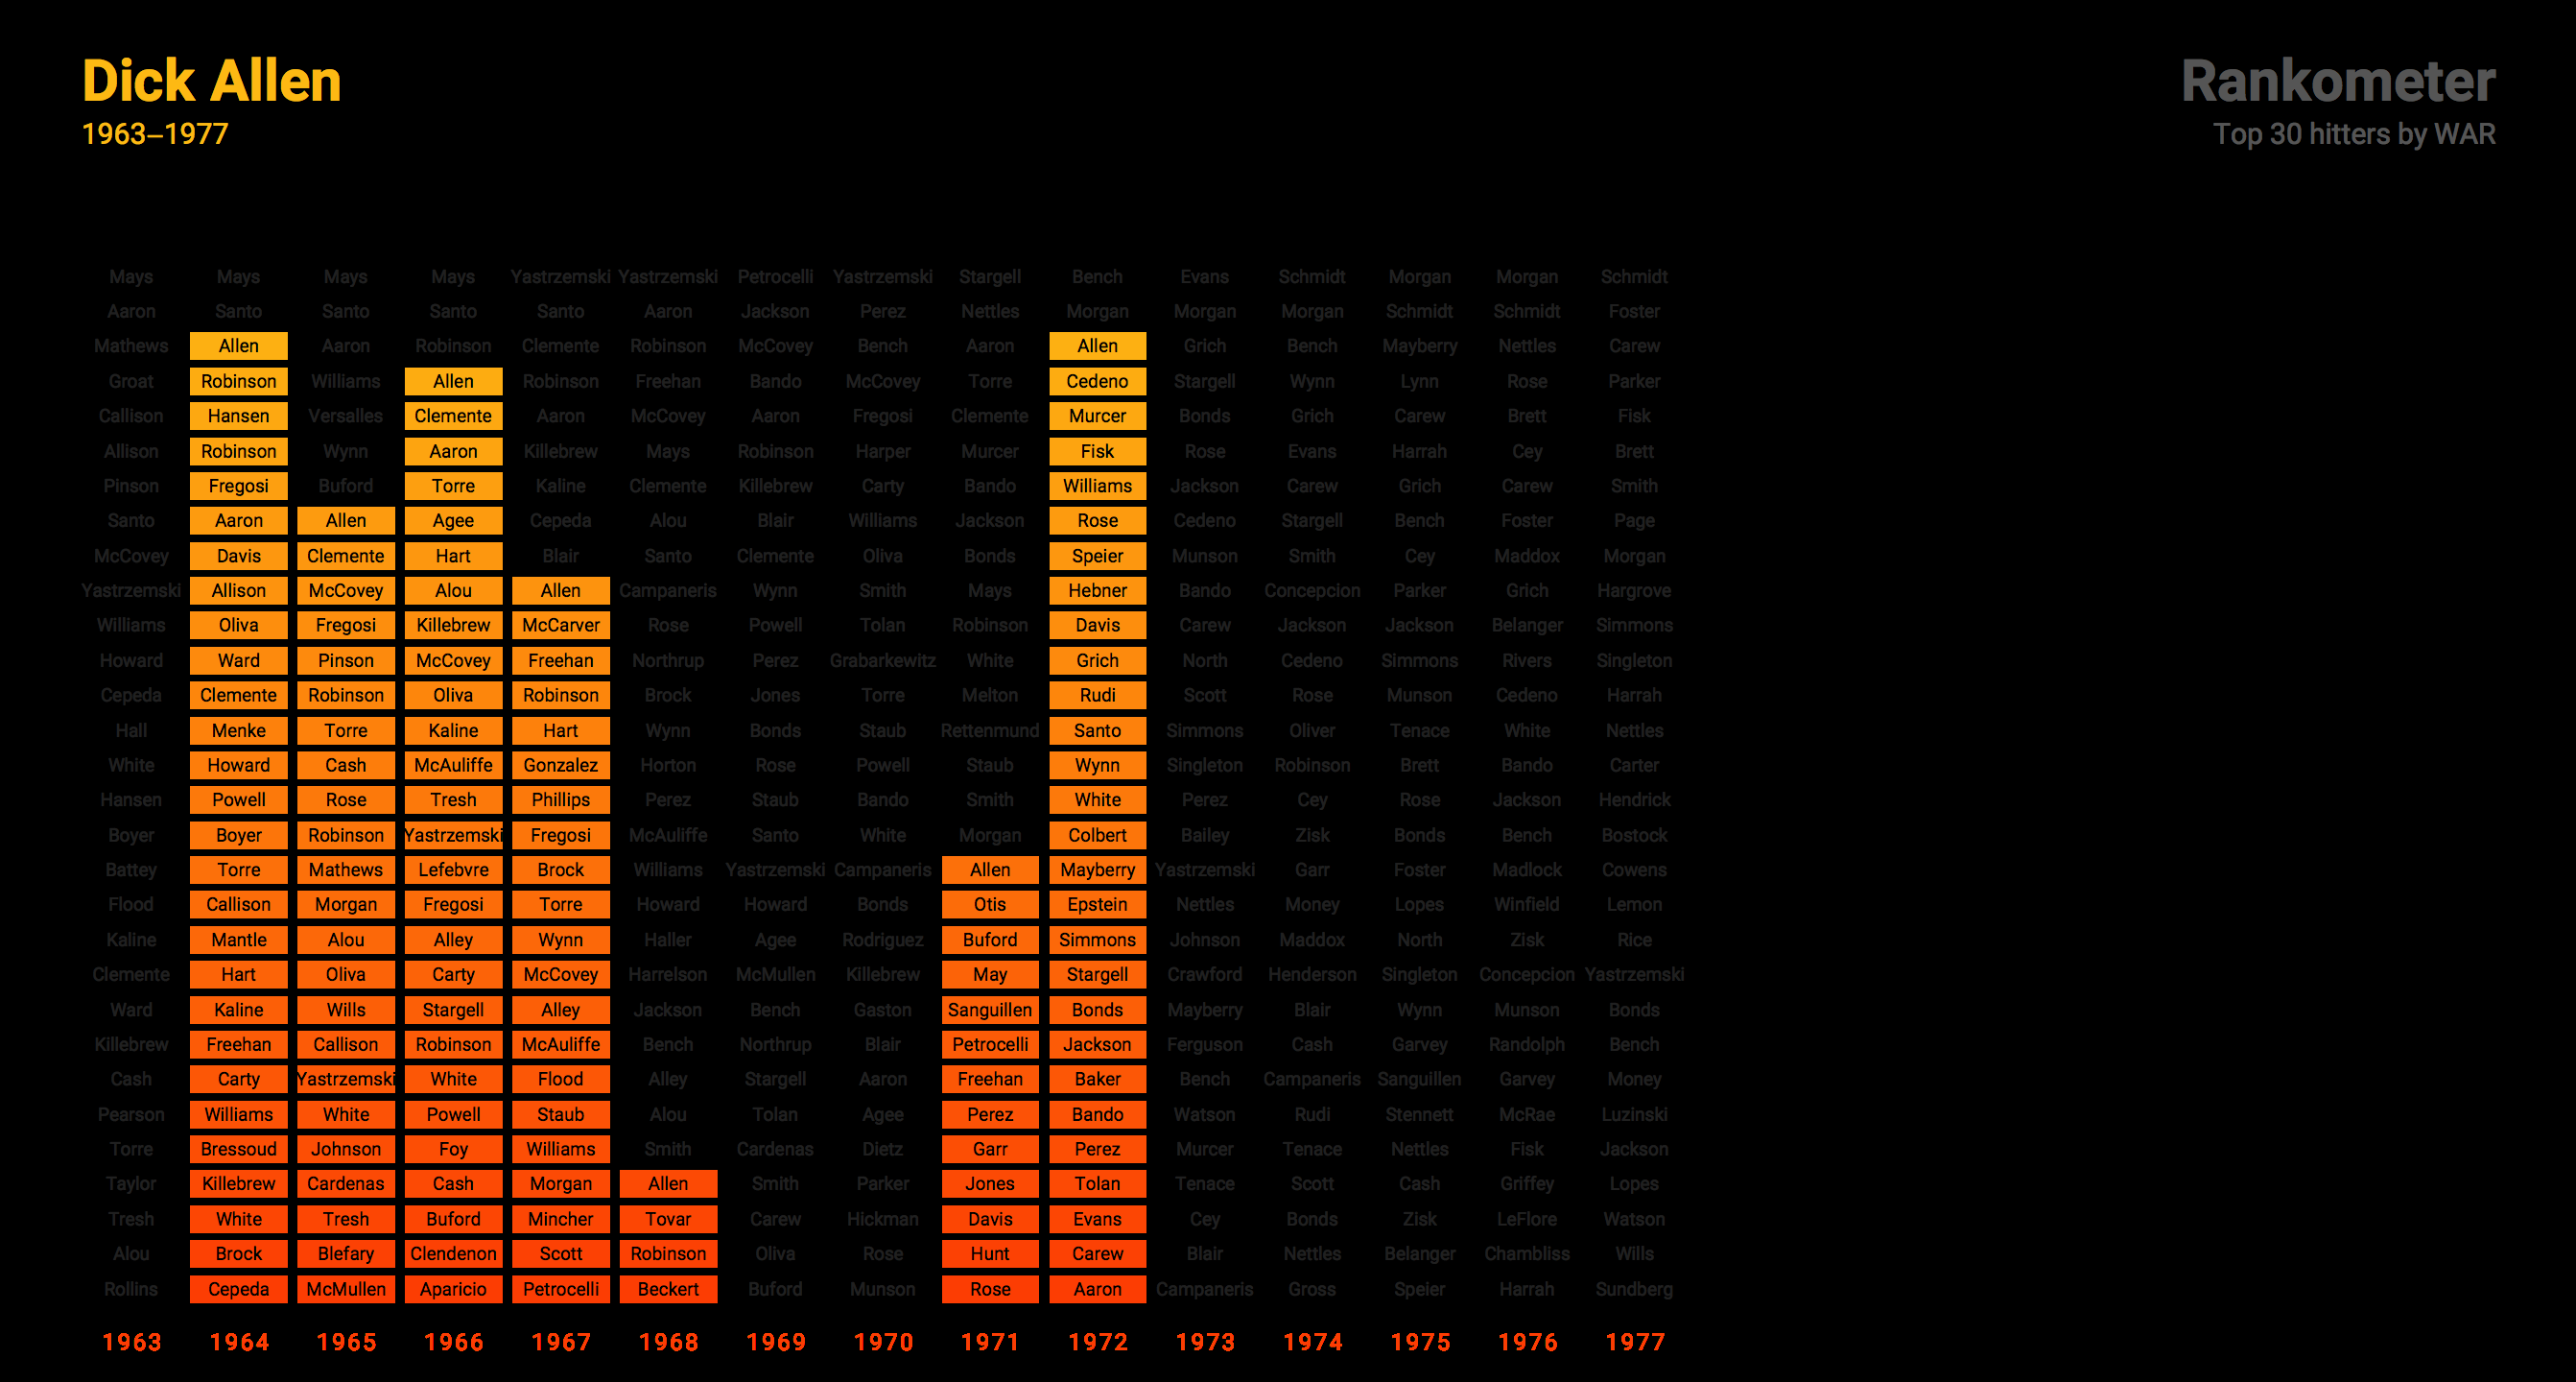 Dick Allen
1963–1977
Rankometer
Top 30 hitters by WAR
Mays Mays Mays Mays Yastrzemski Yastrzemski Petrocelli Yastrzemski Stargell Bench Evans Schmidt Morgan Morgan Schmidt
Aaron Santo Santo Santo Santo Aaron Jackson Perez Nettles Morgan Morgan Morgan Schmidt Schmidt Foster
Mathews Allen Aaron Robinson Clemente Robinson McCovey Bench Aaron Allen Grich Bench Mayberry Nettles Carew
Groat Robinson Williams Allen Robinson Freehan Bando McCovey Torre Cedeno Stargell Wynn Lynn Rose Parker
Callison Hansen Versalles Clemente Aaron McCovey Aaron Fregosi Clemente Murcer Bonds Grich Carew Brett Fisk
Allison Robinson Wynn Aaron Killebrew Mays Robinson Harper Murcer Fisk Rose Evans Harrah Cey Brett
Pinson Fregosi Buford Torre Kaline Clemente Killebrew Carty Bando Williams Jackson Carew Grich Carew Smith
Santo Aaron Allen Agee Cepeda Alou Blair Williams Jackson Rose Cedeno Stargell Bench Foster Page
McCovey Davis Clemente Hart Blair Santo Clemente Oliva Bonds Speier Munson Smith Cey Maddox Morgan
Yastrzemski Allison McCovey Alou Allen Campaneris Wynn Smith Mays Hebner Bando Concepcion Parker Grich Hargrove
Williams Oliva Fregosi Killebrew McCarver Rose Powell Tolan Robinson Davis Carew Jackson Jackson Belanger Simmons
Howard Ward Pinson McCovey Freehan Northrup Perez Grabarkewitz White Grich North Cedeno Simmons Rivers Singleton
Cepeda Clemente Robinson Oliva Robinson Brock Jones Torre Melton Rudi Scott Rose Munson Cedeno Harrah
Hall Menke Torre Kaline Hart Wynn Bonds Staub Rettenmund Santo Simmons Oliver Tenace White Nettles
White Howard Cash McAuliffe Gonzalez Horton Rose Powell Staub Wynn Singleton Robinson Brett Bando Carter
Hansen Powell Rose Tresh Phillips Perez Staub Bando Smith White Perez Cey Rose Jackson Hendrick
Boyer Boyer Robinson Yastrzemski Fregosi McAuliffe Santo White Morgan Colbert Bailey Zisk Bonds Bench Bostock
Battey Torre Mathews Lefebvre Brock Williams Yastrzemski Campaneris Allen Mayberry Yastrzemski Garr Foster Madlock Cowens
Flood Callison Morgan Fregosi Torre Howard Howard Bonds Otis Epstein Nettles Money Lopes Winfield Lemon
Kaline Mantle Alou Alley Wynn Haller Agee Rodriguez Buford Simmons Johnson Maddox North Zisk Rice
Clemente Hart Oliva Carty McCovey Harrelson McMullen Killebrew May Stargell Crawford Henderson Singleton Concepcion Yastrzemski
Ward Kaline Wills Stargell Alley Jackson Bench Gaston Sanguillen Bonds Mayberry Blair Wynn Munson Bonds
Killebrew Freehan Callison Robinson McAuliffe Bench Northrup Blair Petrocelli Jackson Ferguson Cash Garvey Randolph Bench
Cash Carty Yastrzemski White Flood Alley Stargell Aaron Freehan Baker Bench Campaneris Sanguillen Garvey Money
Pearson Williams White Powell Staub Alou Tolan Agee Perez Bando Watson Rudi Stennett McRae Luzinski
Torre Bressoud Johnson Foy Williams Smith Cardenas Dietz Garr Perez Murcer Tenace Nettles Fisk Jackson
Taylor Killebrew Cardenas Cash Morgan Allen Smith Parker Jones Tolan Tenace Scott Cash Griffey Lopes
Tresh White Tresh Buford Mincher Tovar Carew Hickman Davis Evans Cey Bonds Zisk LeFlore Watson
Alou Brock Blefary Clendenon Scott Robinson Oliva Rose Hunt Carew Blair Nettles Belanger Chambliss Wills
Rollins Cepeda McMullen Aparicio Petrocelli Beckert Buford Munson Rose Aaron Campaneris Gross Speier Harrah Sundberg
1963 1964 1965 1966 1967 1968 1969 1970 1971 1972 1973 1974 1975 1976 1977